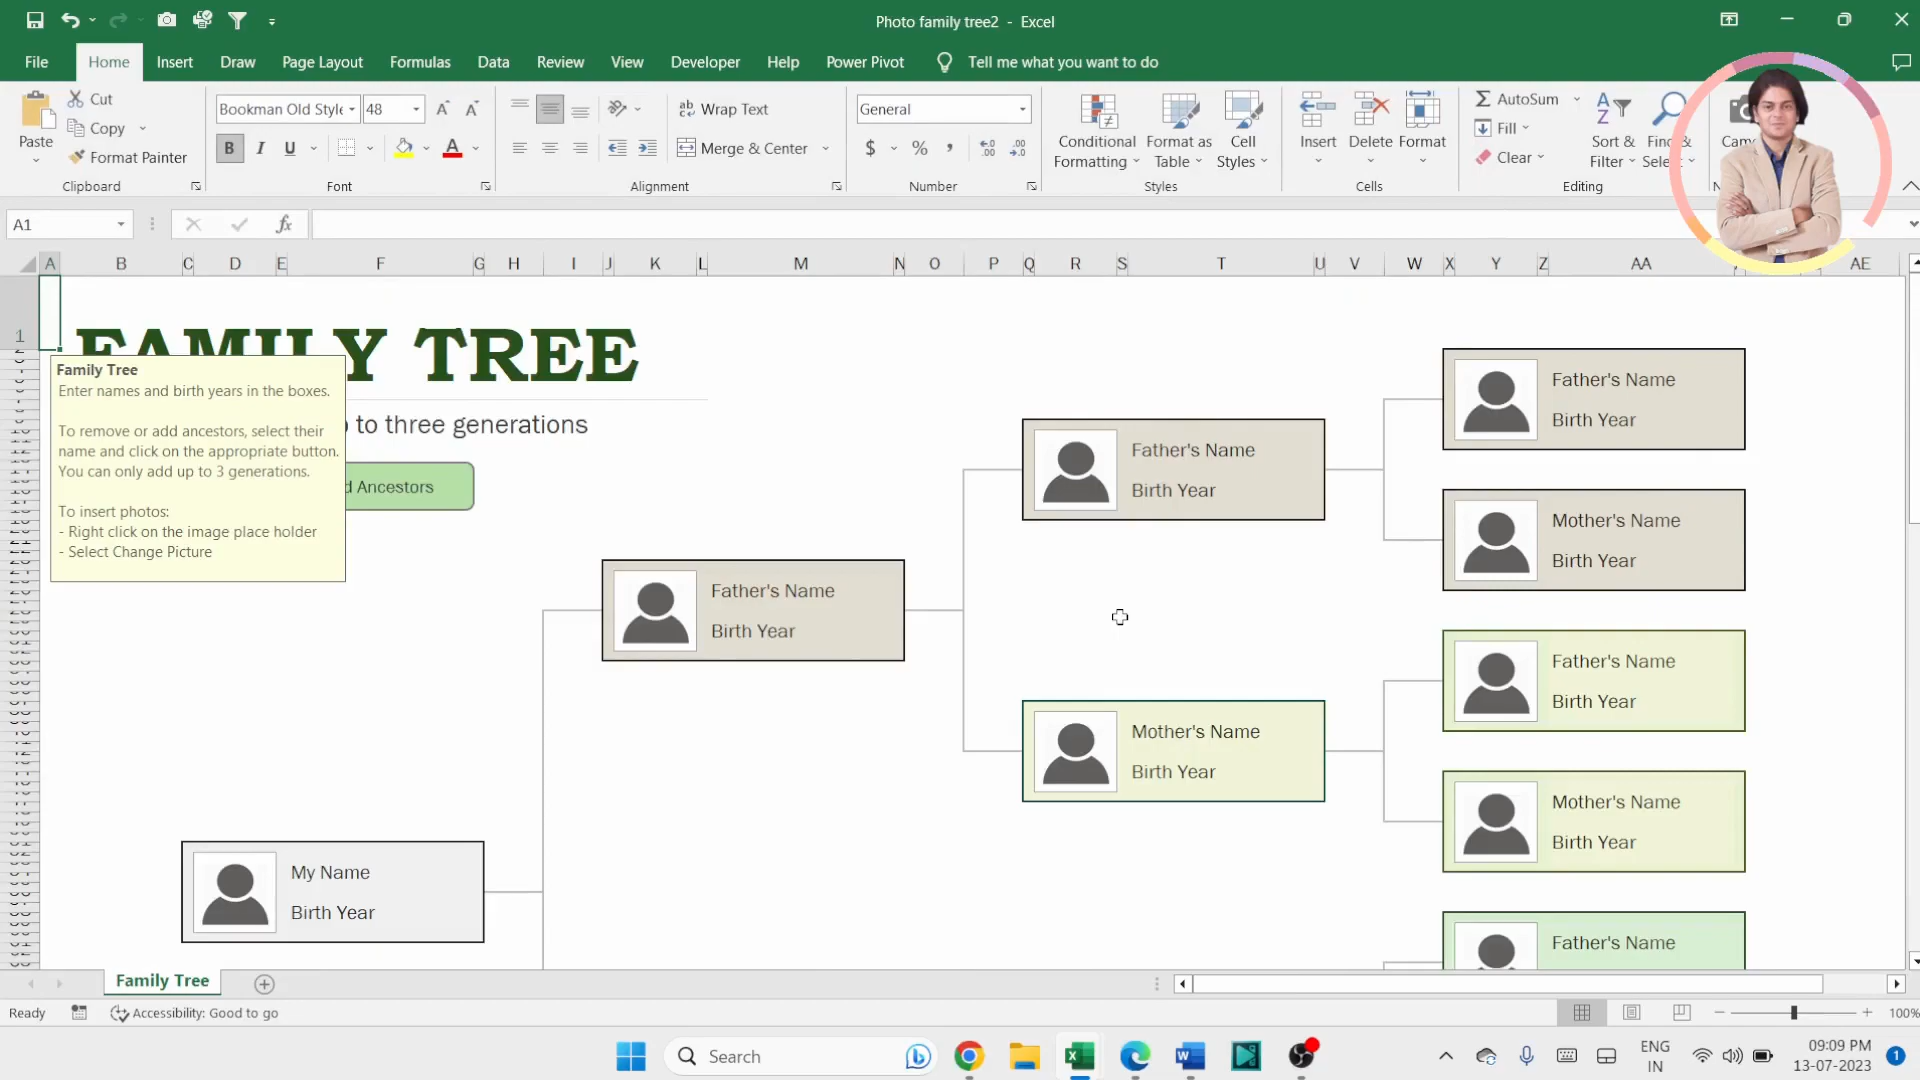 Photo family tree2 - Excel
File Home Insert Draw Page Layout Formulas Data Review View Developer Help Power Pivot Tell me what you want to do
Paste
Cut
Copy
Format Painter
Clipboard
Bookman Old Style 48
B I U
Font
Wrap Text
Merge & Center
Alignment
General
$ %
Number
Conditional
Formatting
Format as
Table
Cell
Styles
Styles
Insert
Delete
Format
Cells
AutoSum
Fill
Clear
Sort &
Filter
Editing
A1
fx
A B C D E F G H I J K L M N O P Q R S T U V W X Y Z AA AE
1
FAMILY TREE
to three generations
Ancestors
Family Tree
Enter names and birth years in the boxes.
To remove or add ancestors, select their
name and click on the appropriate button.
You can only add up to 3 generations.
To insert photos:
- Right click on the image place holder
- Select Change Picture
Father's Name
Birth Year
Father's Name
Birth Year
Mother's Name
Birth Year
Father's Name
Birth Year
Father's Name
Birth Year
Mother's Name
Birth Year
Mother's Name
Birth Year
My Name
Birth Year
Father's Name
Family Tree
Ready
Accessibility: Good to go
100%
Search
ENG
IN
09:09 PM
13-07-2023
1